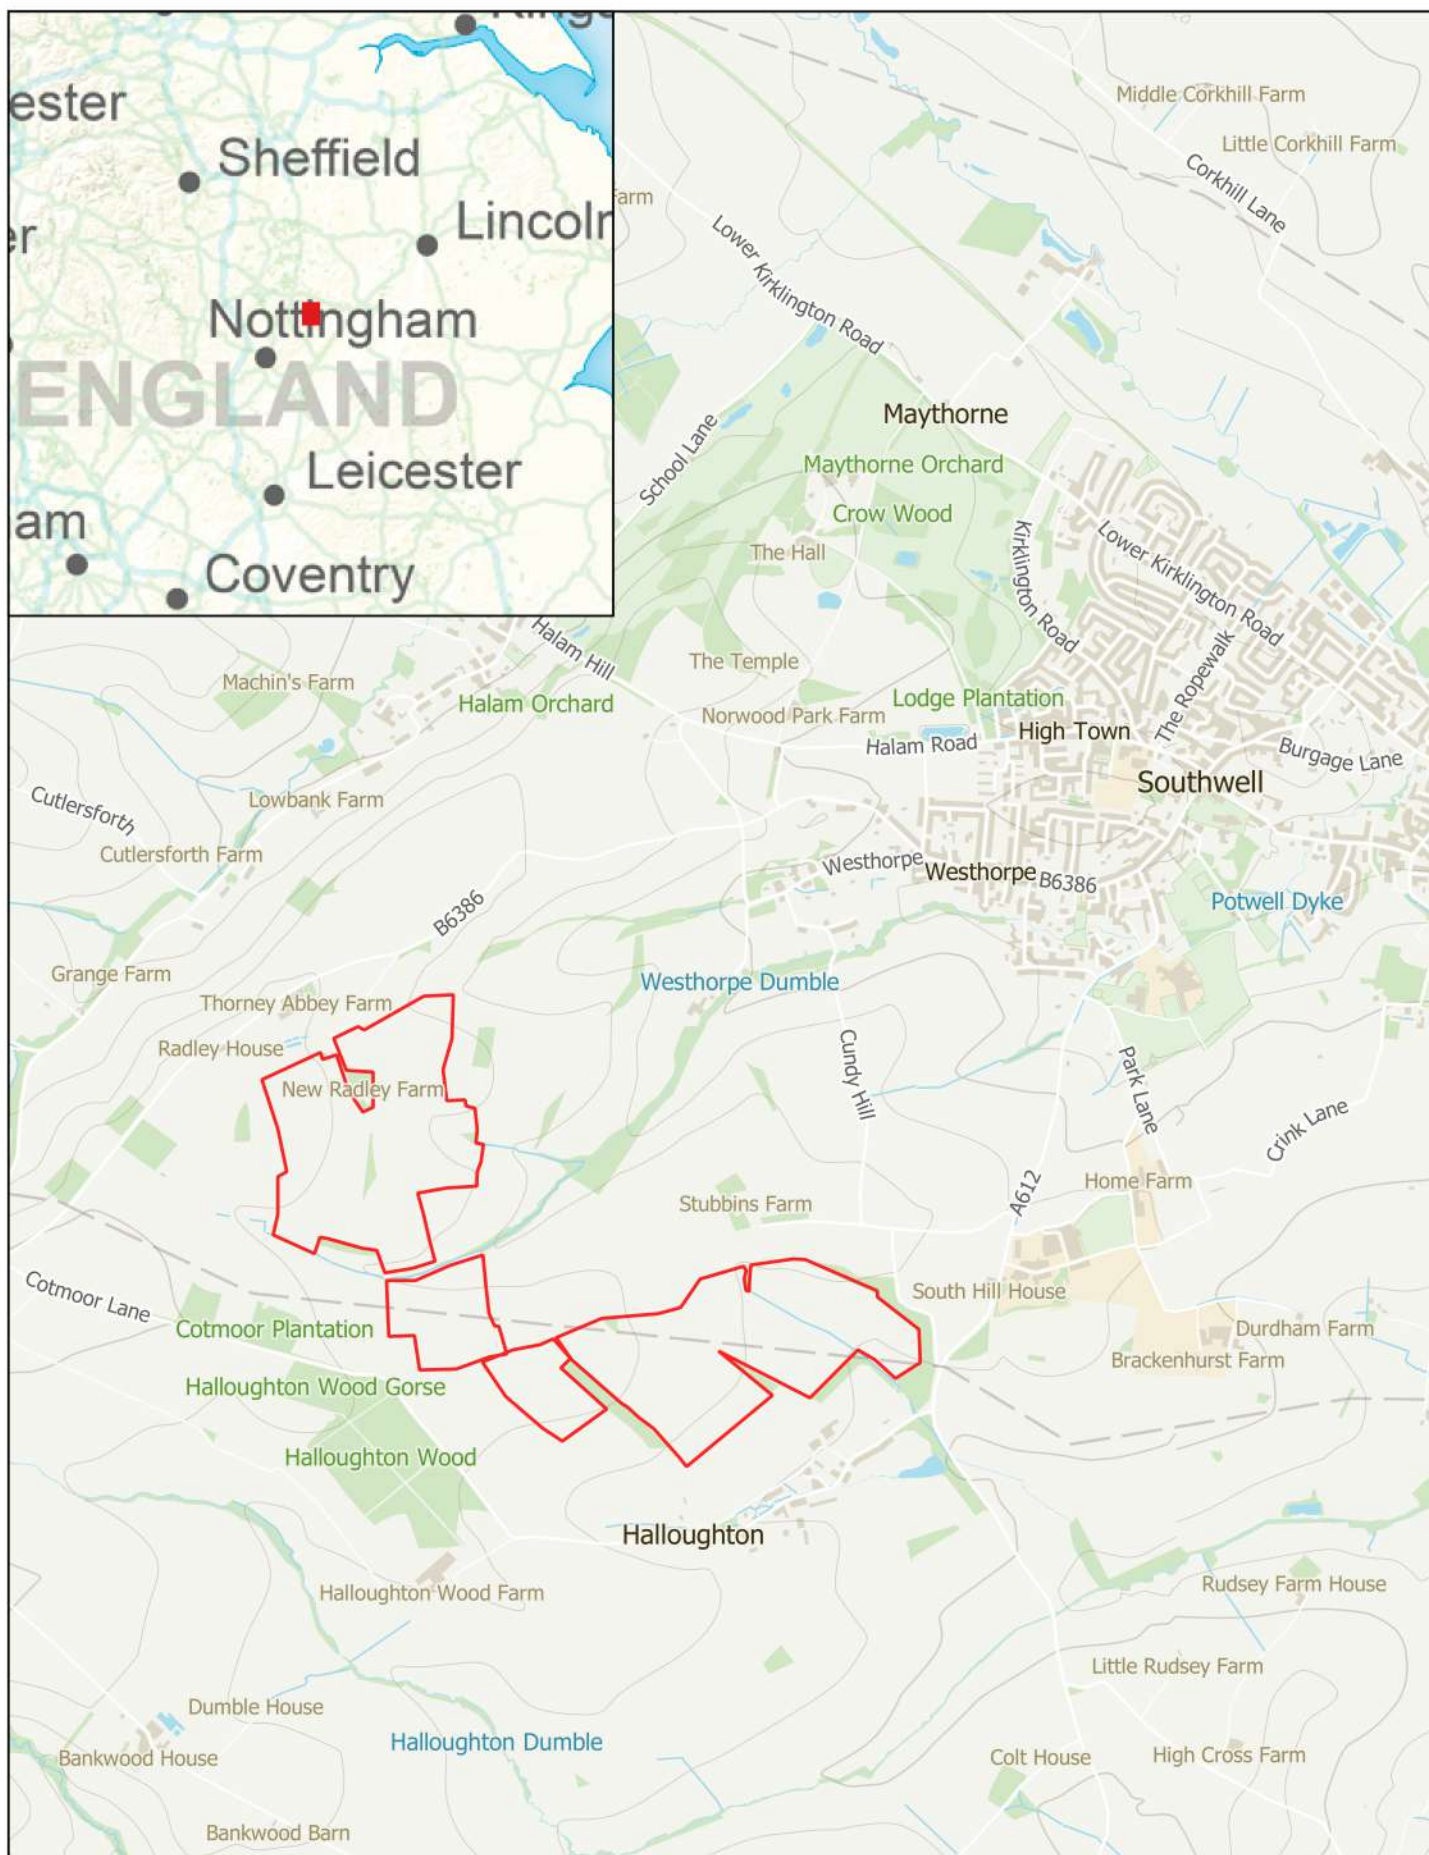 Kings
ester
Sheffield
er
Lincoln
Nottingham
ENGLAND
Leicester
am
Coventry
Middle Corkhill Farm
Little Corkhill Farm
Corkhill Lane
Farm
Lower Kirklington Road
School Lane
Maythorne
Maythorne Orchard
Crow Wood
The Hall
Kirklington Road
Lower Kirklington Road
Halam Hill
The Temple
Machin's Farm
Halam Orchard
Lodge Plantation
Norwood Park Farm
The Ropewalk
High Town
Halam Road
Burgage Lane
Southwell
Cutlersforth
Lowbank Farm
Cutlersforth Farm
Westhorpe
Westhorpe
B6386
B6386
Potwell Dyke
Grange Farm
Westhorpe Dumble
Thorney Abbey Farm
Radley House
New Radley Farm
Cundy Hill
Park Lane
Crink Lane
Home Farm
Stubbins Farm
A612
Cotmoor Lane
South Hill House
Cotmoor Plantation
Durdham Farm
Brackenhurst Farm
Halloughton Wood Gorse
Halloughton Wood
Halloughton
Halloughton Wood Farm
Rudsey Farm House
Little Rudsey Farm
Dumble House
Halloughton Dumble
Bankwood House
Colt House
High Cross Farm
Bankwood Barn